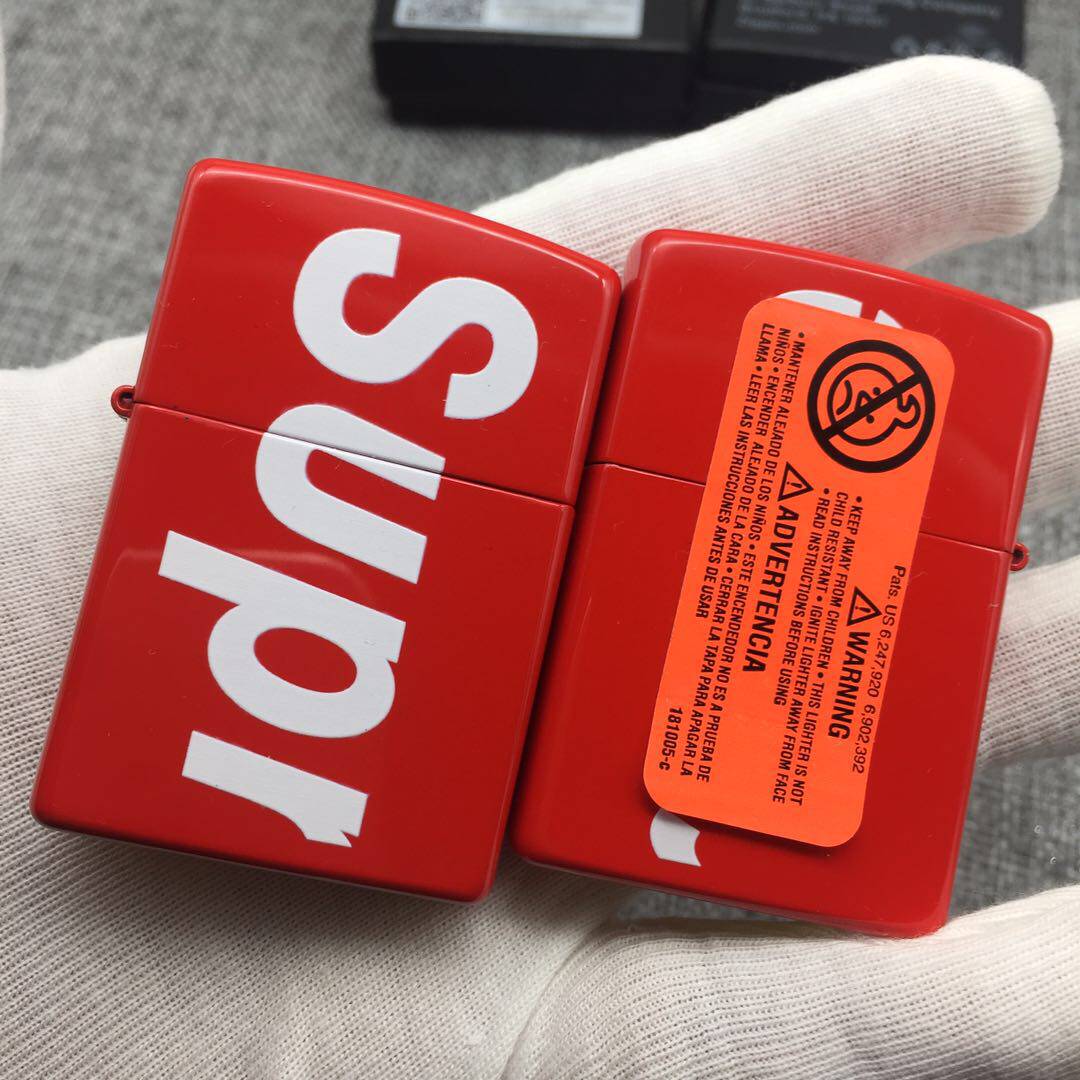 Supr
Pats. US 6,247,920 6,902,392
⚠ WARNING
• KEEP AWAY FROM CHILDREN • THIS LIGHTER IS NOT
CHILD RESISTANT • IGNITE LIGHTER AWAY FROM FACE
• READ INSTRUCTIONS BEFORE USING
⚠ ADVERTENCIA
• MANTENER ALEJADO DE LOS NIÑOS • ESTE ENCENDEDOR NO ES A PRUEBA DE
NIÑOS • ENCENDER ALEJADO DE LA CARA • CERRAR LA TAPA PARA APAGAR LA
LLAMA • LEER LAS INSTRUCCIONES ANTES DE USAR
181005-c